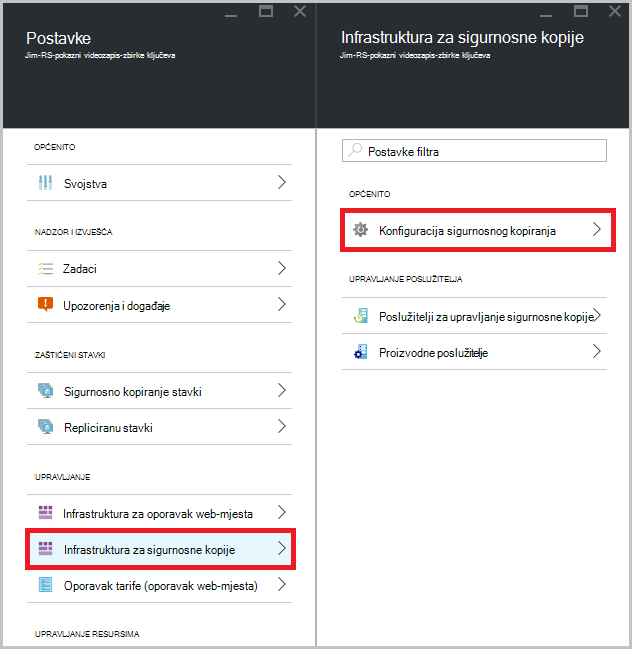 Postavke
Jim-RS-pokazni videozapis-zbirke ključeva
OPĆENITO
Svojstva
NADZOR I IZVJEŠĆA
Zadaci
Upozorenja i događaje
ZAŠTIĆENI STAVKI
Sigurnosno kopiranje stavki
Repliciranu stavki
UPRAVLJANJE
Infrastruktura za oporavak web-mjesta
Infrastruktura za sigurnosne kopije
Oporavak tarife (oporavak web-mjesta)
UPRAVLJANJE RESURSIMA
Infrastruktura za sigurnosne kopije
Jim-RS-pokazni videozapis-zbirke ključeva
Postavke filtra
OPĆENITO
Konfiguracija sigurnosnog kopiranja
UPRAVLJANJE POSLUŽITELJA
Poslužitelji za upravljanje sigurnosne kopije
Proizvodne poslužitelje